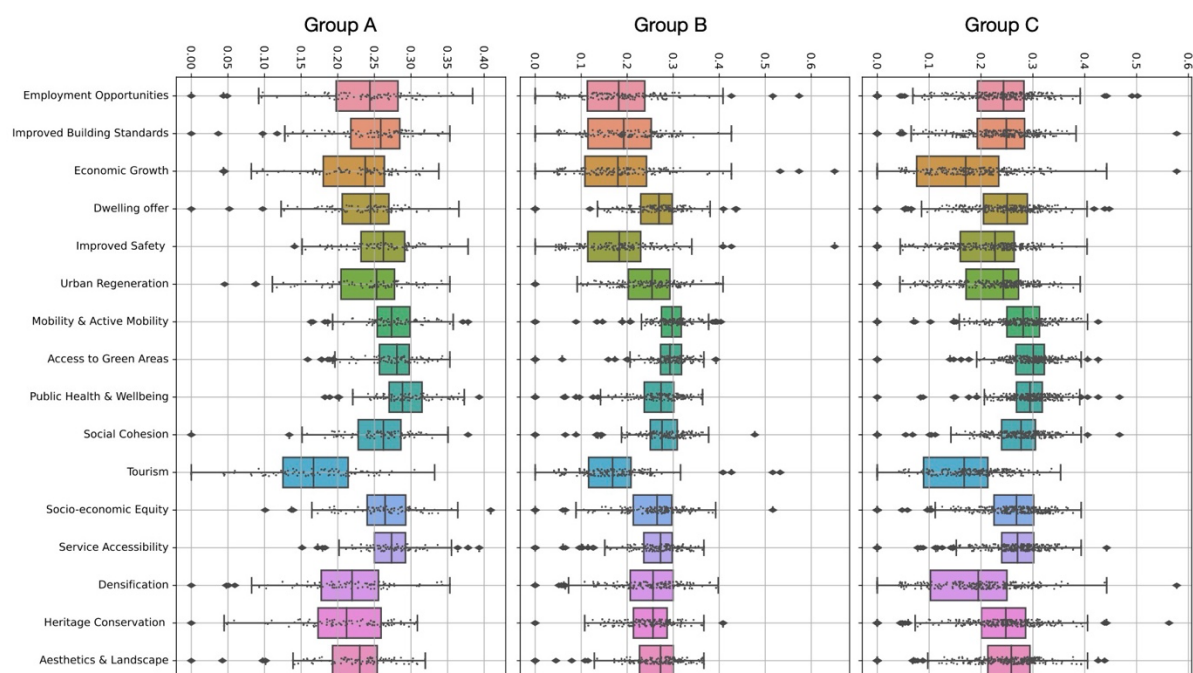 Group A Group B Group C
0.00 0.05 0.10 0.15 0.20 0.25 0.30 0.35 0.40 0.0 0.1 0.2 0.3 0.4 0.5 0.6 0.0 0.1 0.2 0.3 0.4 0.5 0.6
Employment Opportunities
Improved Building Standards
Economic Growth
Dwelling offer
Improved Safety
Urban Regeneration
Mobility & Active Mobility
Access to Green Areas
Public Health & Wellbeing
Social Cohesion
Tourism
Socio-economic Equity
Service Accessibility
Densification
Heritage Conservation
Aesthetics & Landscape